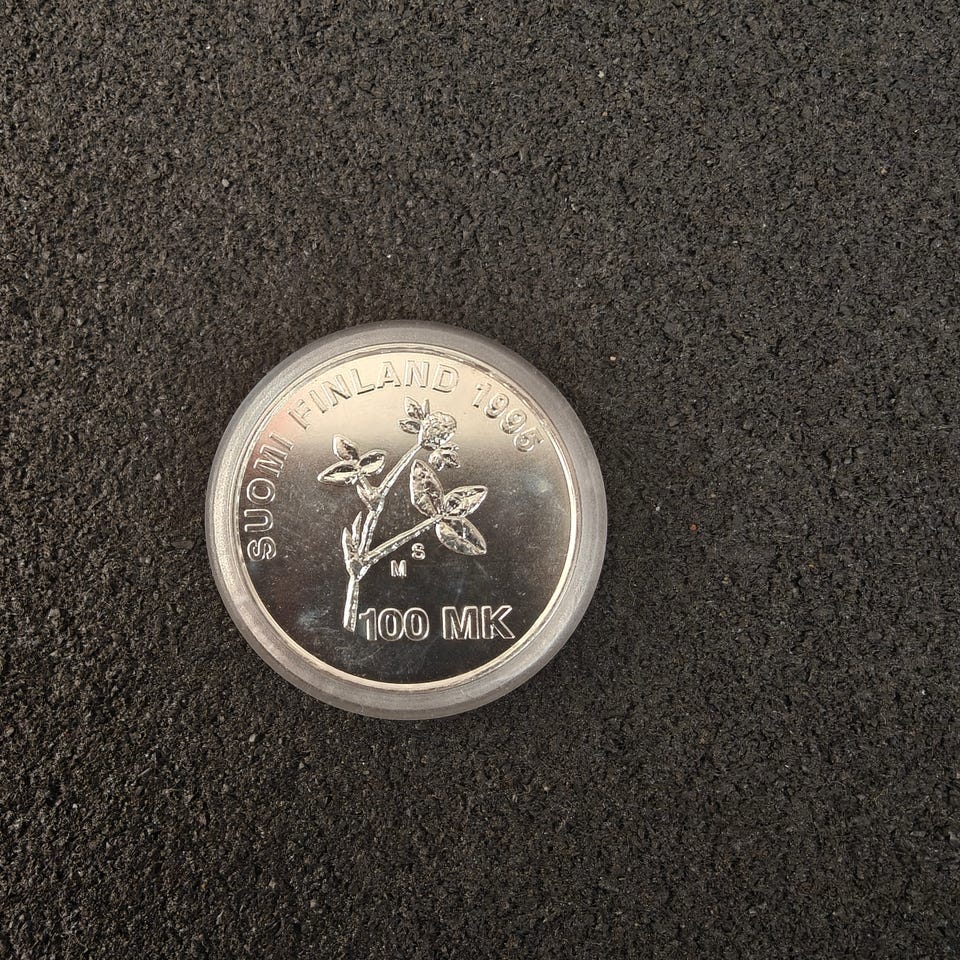 SUOMI FINLAND 1995
S
M
100 MK